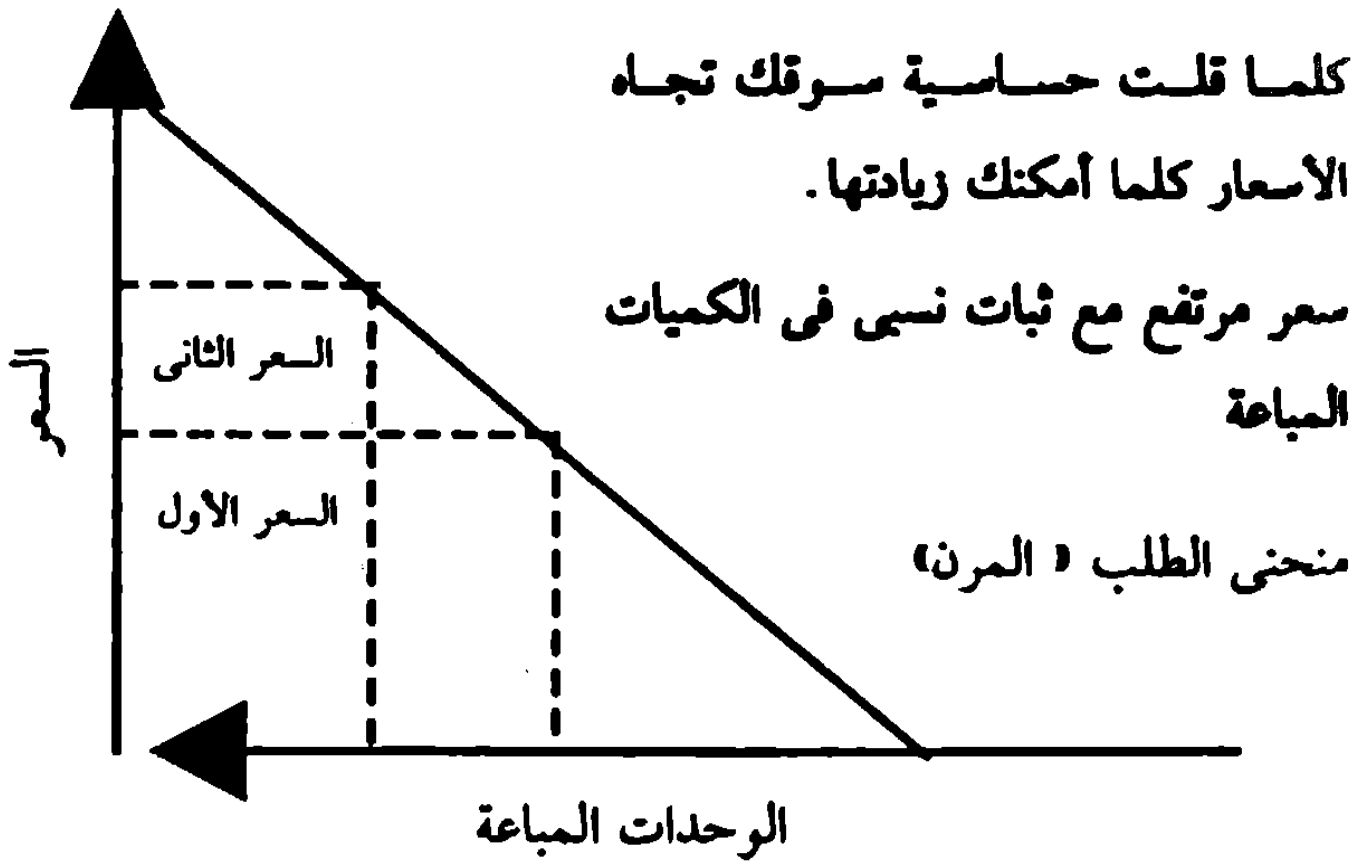 كلما قلت حساسية سوقك تجاه
الأسعار كلما أمكنك زيادتها.
سعر مرتفع مع ثبات نسبى فى الكميات
المباعة
منحنى الطلب « المرن»
السعر
السعر الثانى
السعر الأول
الوحدات المباعة